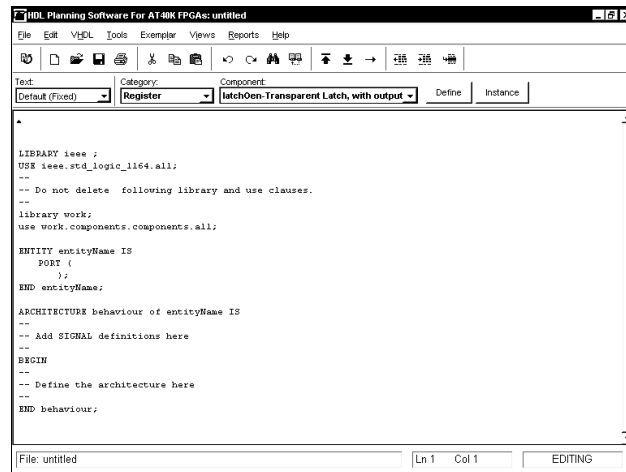 HDL Planning Software For AT40K FPGAs: untitled
File Edit VHDL Tools Exemplar Views Reports Help
Text: Category: Component:
Default (Fixed) Register latchOen-Transparent Latch, with output Define Instance
LIBRARY ieee ;
USE ieee.std_logic_1164.all;
--
-- Do not delete following library and use clauses.
--
library work;
use work.components.components.all;
ENTITY entityName IS
PORT (
);
END entityName;
ARCHITECTURE behaviour of entityName IS
--
-- Add SIGNAL definitions here
--
BEGIN
--
-- Define the architecture here
--
END behaviour;
File: untitled Ln 1 Col 1 EDITING